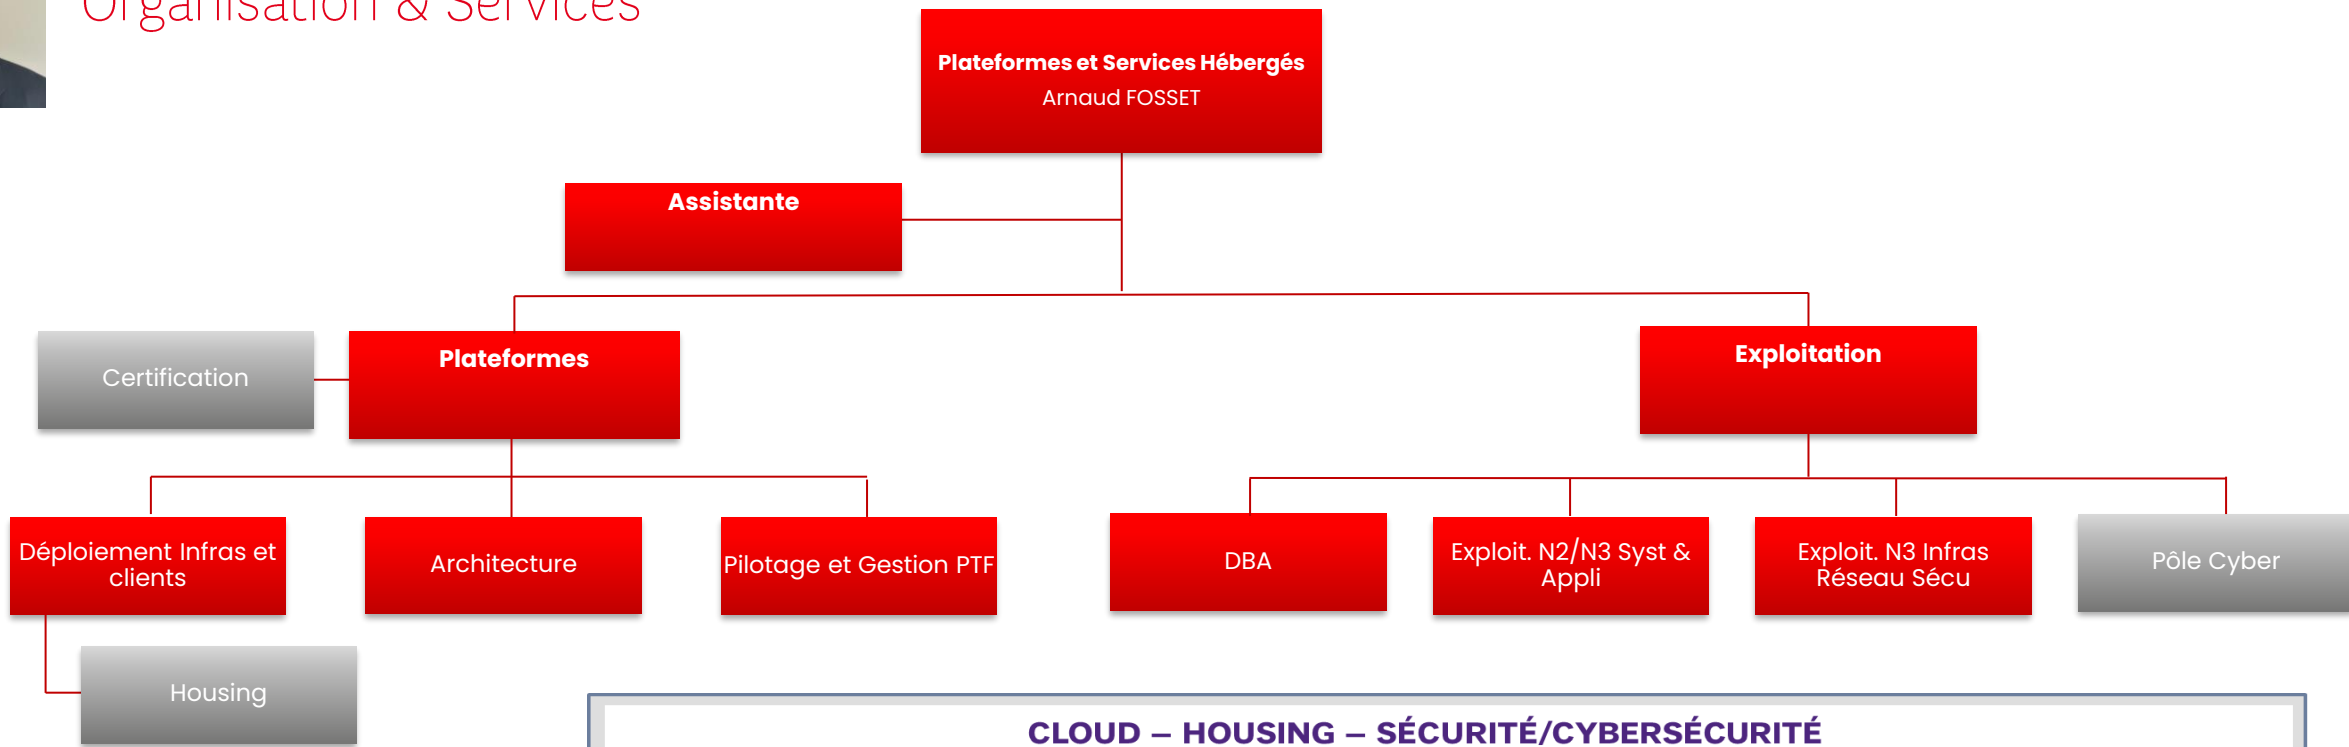 Organisation & Services
Plateformes et Services Hébergés
Arnaud FOSSET
Assistante
Certification
Plateformes
Exploitation
Déploiement Infras et
clients
Architecture
Pilotage et Gestion PTF
DBA
Exploit. N2/N3 Syst &
Appli
Exploit. N3 Infras
Réseau Sécu
Pôle Cyber
Housing
CLOUD – HOUSING – SÉCURITÉ/CYBERSÉCURITÉ